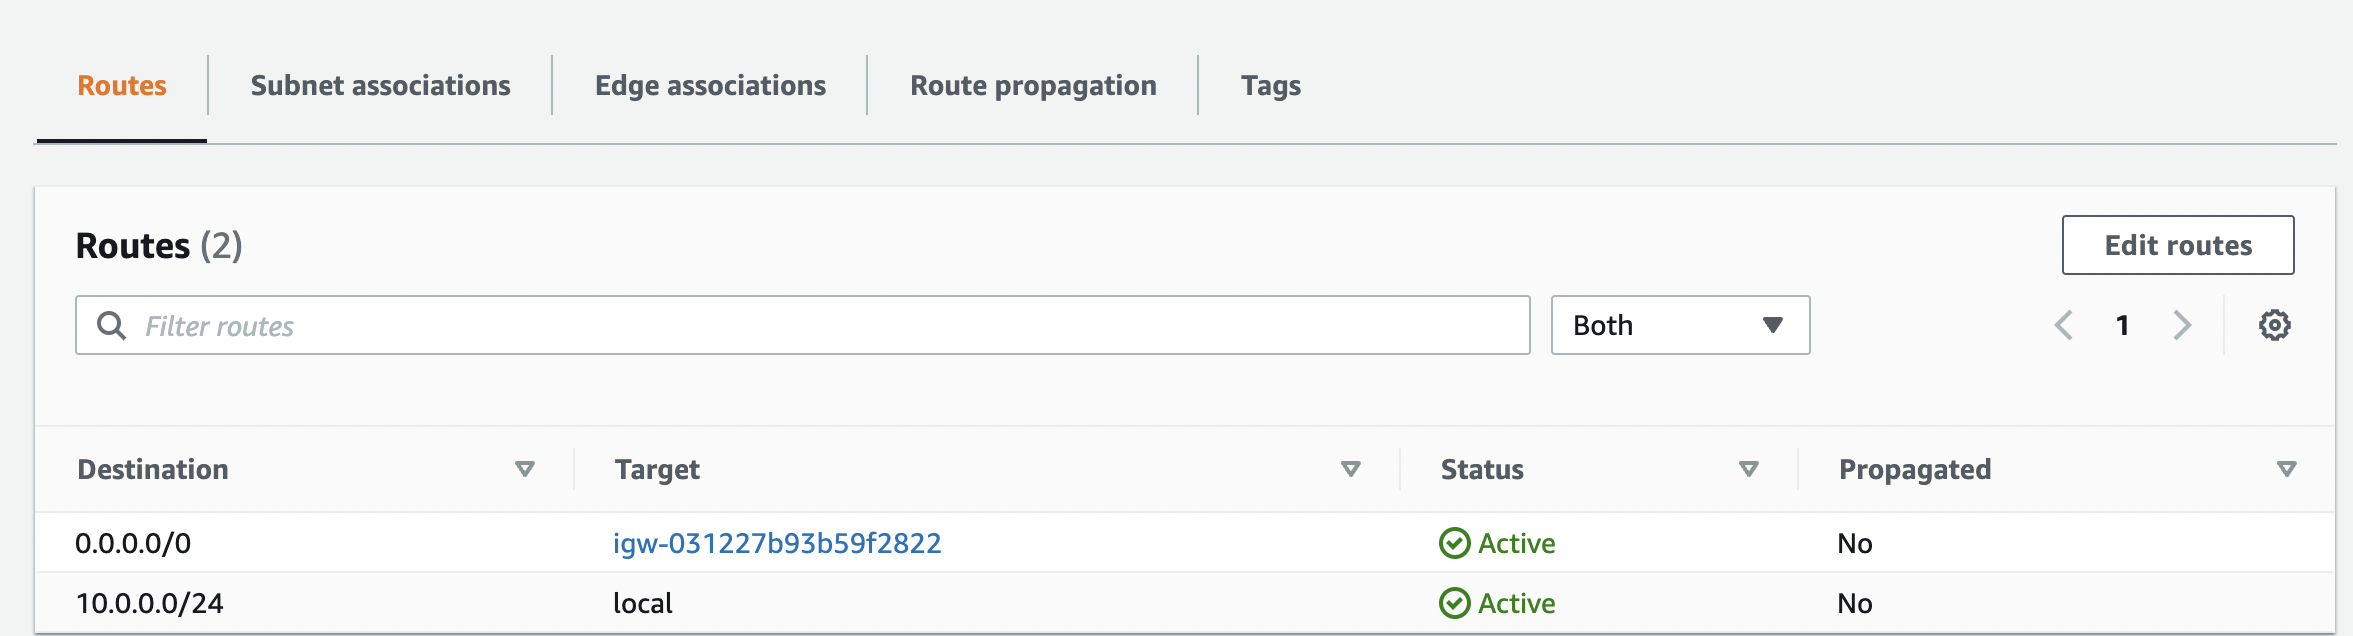 Routes Subnet associations Edge associations Route propagation Tags
Routes (2) Edit routes
Filter routes Both 1
Destination Target Status Propagated
0.0.0.0/0 igw-031227b93b59f2822 Active No
10.0.0.0/24 local Active No